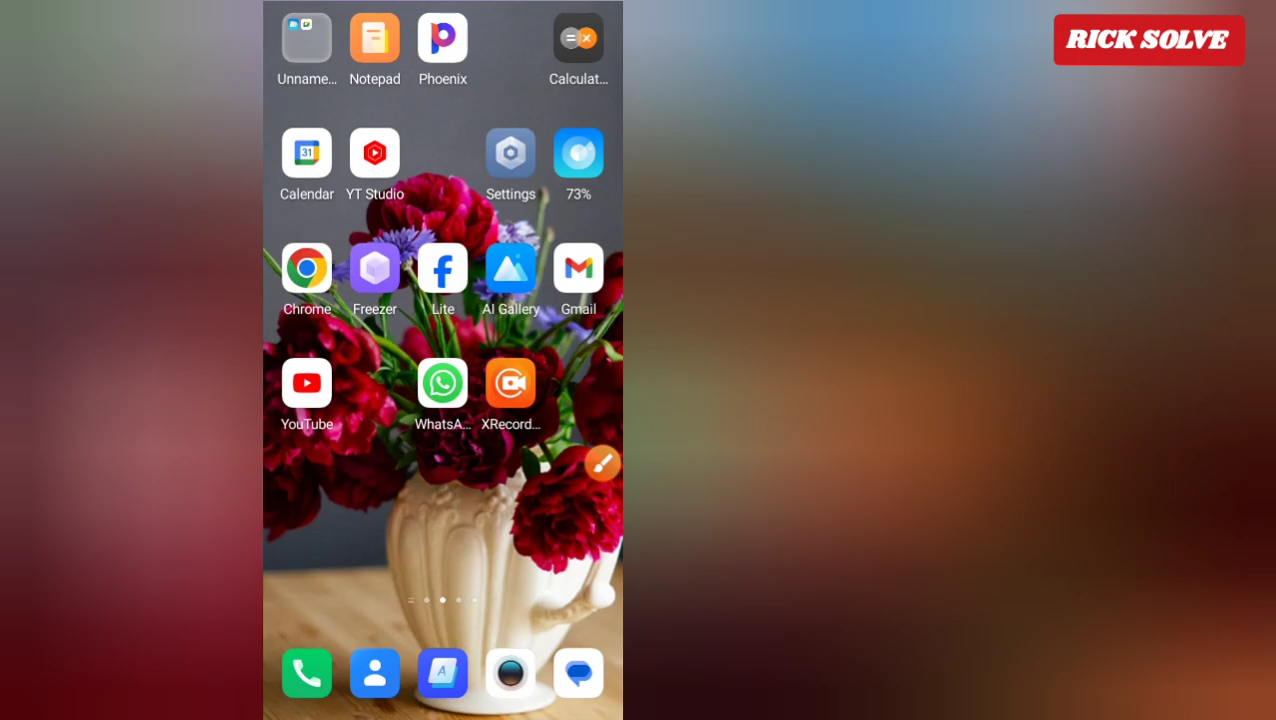 RICK SOLVE
Unname... Notepad Phoenix Calculat...
31
Calendar YT Studio Settings 73%
Chrome Freezer Lite AI Gallery Gmail
YouTube WhatsA... XRecord...
A